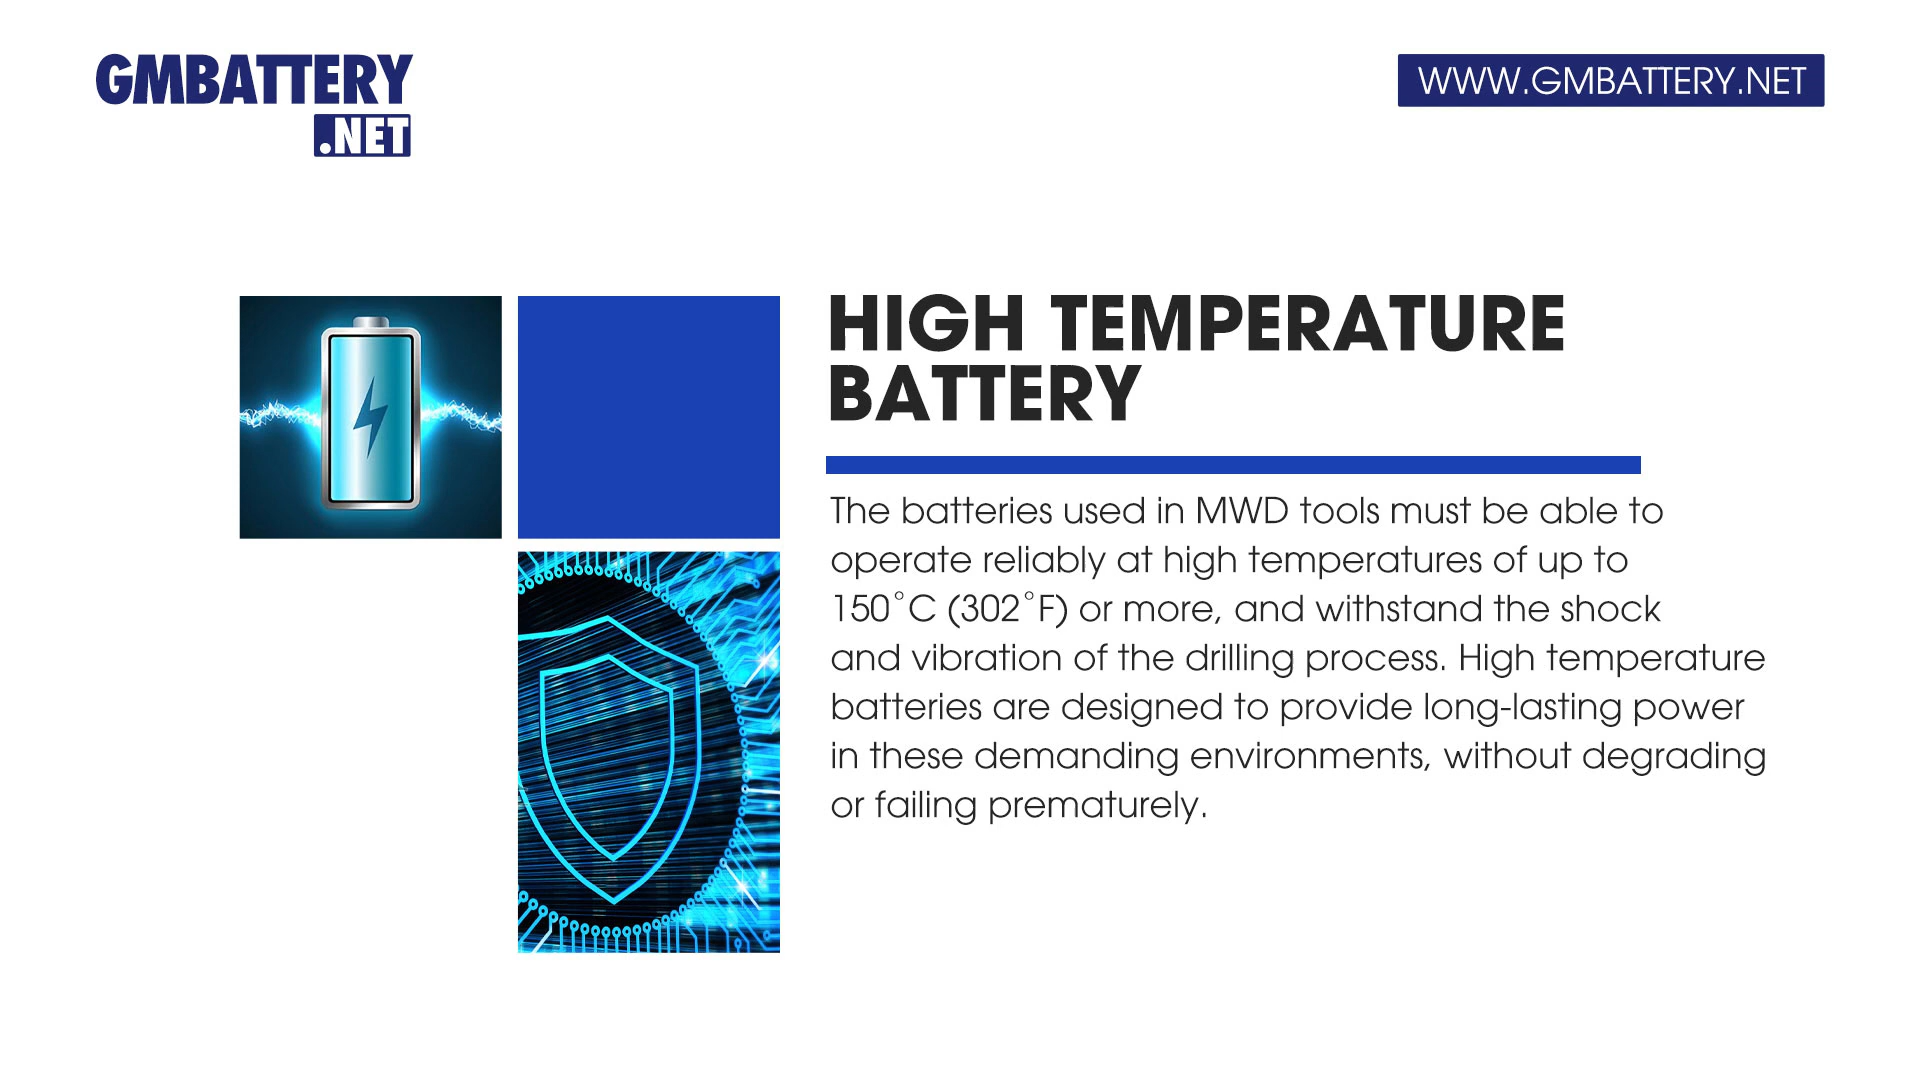 GMBATTERY
.NET
WWW.GMBATTERY.NET
HIGH TEMPERATURE
BATTERY
The batteries used in MWD tools must be able to
operate reliably at high temperatures of up to
150˚C (302˚F) or more, and withstand the shock
and vibration of the drilling process. High temperature
batteries are designed to provide long-lasting power
in these demanding environments, without degrading
or failing prematurely.